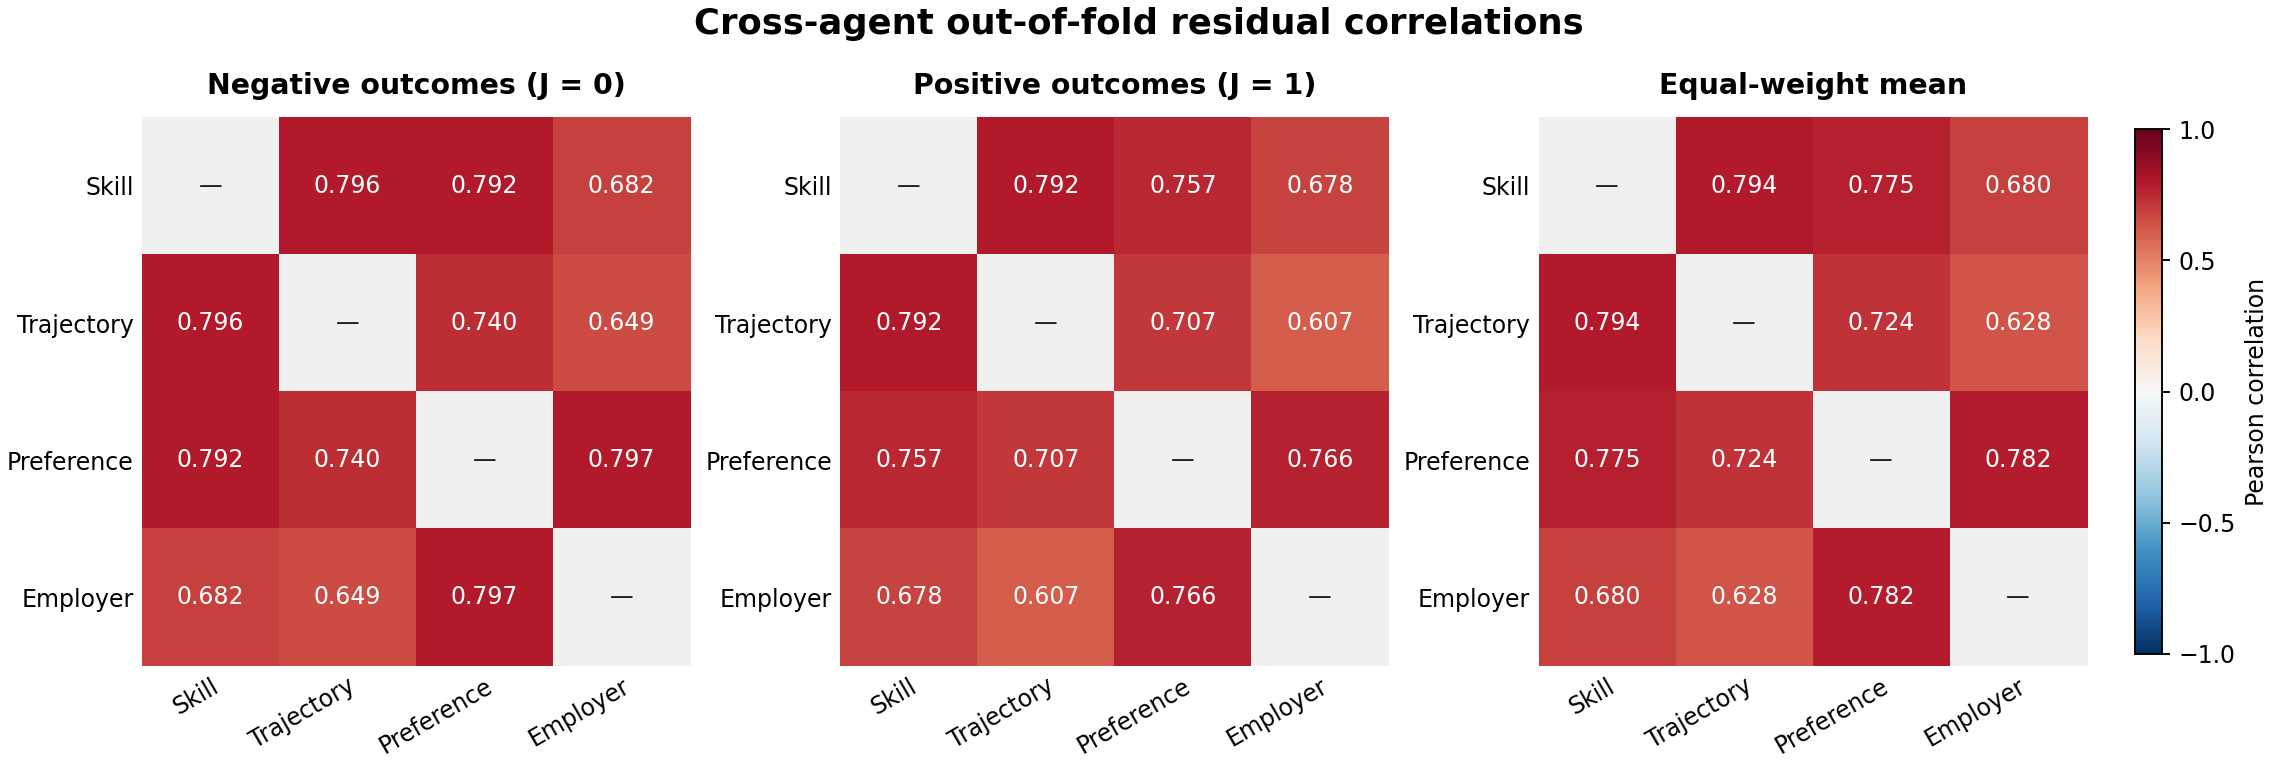 Cross-agent out-of-fold residual correlations
Negative outcomes (J = 0)
Skill — 0.796 0.792 0.682
Trajectory 0.796 — 0.740 0.649
Preference 0.792 0.740 — 0.797
Employer 0.682 0.649 0.797 —
Skill Trajectory Preference Employer
Positive outcomes (J = 1)
Skill — 0.792 0.757 0.678
Trajectory 0.792 — 0.707 0.607
Preference 0.757 0.707 — 0.766
Employer 0.678 0.607 0.766 —
Skill Trajectory Preference Employer
Equal-weight mean
Skill — 0.794 0.775 0.680
Trajectory 0.794 — 0.724 0.628
Preference 0.775 0.724 — 0.782
Employer 0.680 0.628 0.782 —
Skill Trajectory Preference Employer
1.0
0.5
0.0
−0.5
−1.0
Pearson correlation